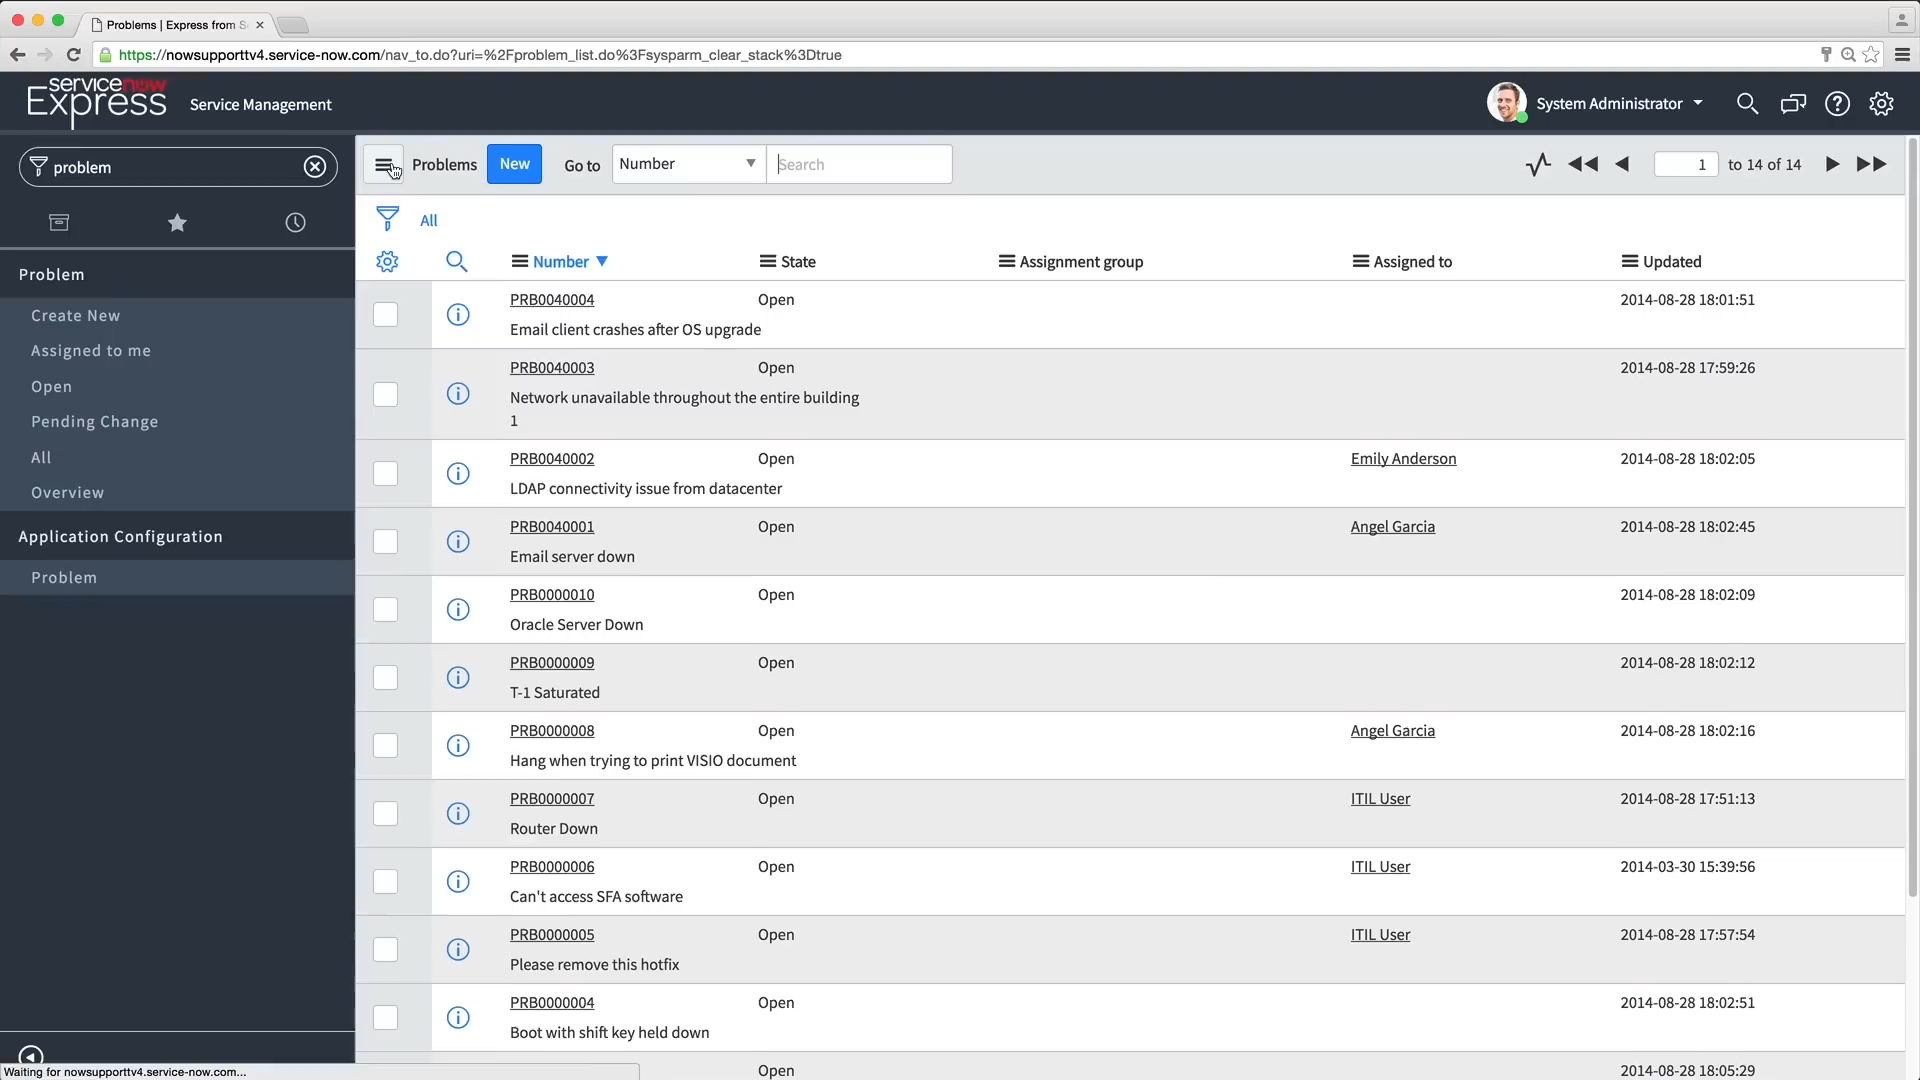 Problems | Express from S
https://nowsupporttv4.service-now.com/nav_to.do?uri=%2Fproblem_list.do%3Fsysparm_clear_stack%3Dtrue
servicenow
Express
Service Management
System Administrator
problem
Problems
New
Go to
Number
Search
1
to 14 of 14
All
Problem
Create New
Assigned to me
Open
Pending Change
All
Overview
Application Configuration
Problem
Number
State
Assignment group
Assigned to
Updated
PRB0040004 Open 2014-08-28 18:01:51
Email client crashes after OS upgrade
PRB0040003 Open 2014-08-28 17:59:26
Network unavailable throughout the entire building
1
PRB0040002 Open Emily Anderson 2014-08-28 18:02:05
LDAP connectivity issue from datacenter
PRB0040001 Open Angel Garcia 2014-08-28 18:02:45
Email server down
PRB0000010 Open 2014-08-28 18:02:09
Oracle Server Down
PRB0000009 Open 2014-08-28 18:02:12
T-1 Saturated
PRB0000008 Open Angel Garcia 2014-08-28 18:02:16
Hang when trying to print VISIO document
PRB0000007 Open ITIL User 2014-08-28 17:51:13
Router Down
PRB0000006 Open ITIL User 2014-03-30 15:39:56
Can't access SFA software
PRB0000005 Open ITIL User 2014-08-28 17:57:54
Please remove this hotfix
PRB0000004 Open 2014-08-28 18:02:51
Boot with shift key held down
Open 2014-08-28 18:05:29
Waiting for nowsupporttv4.service-now.com...